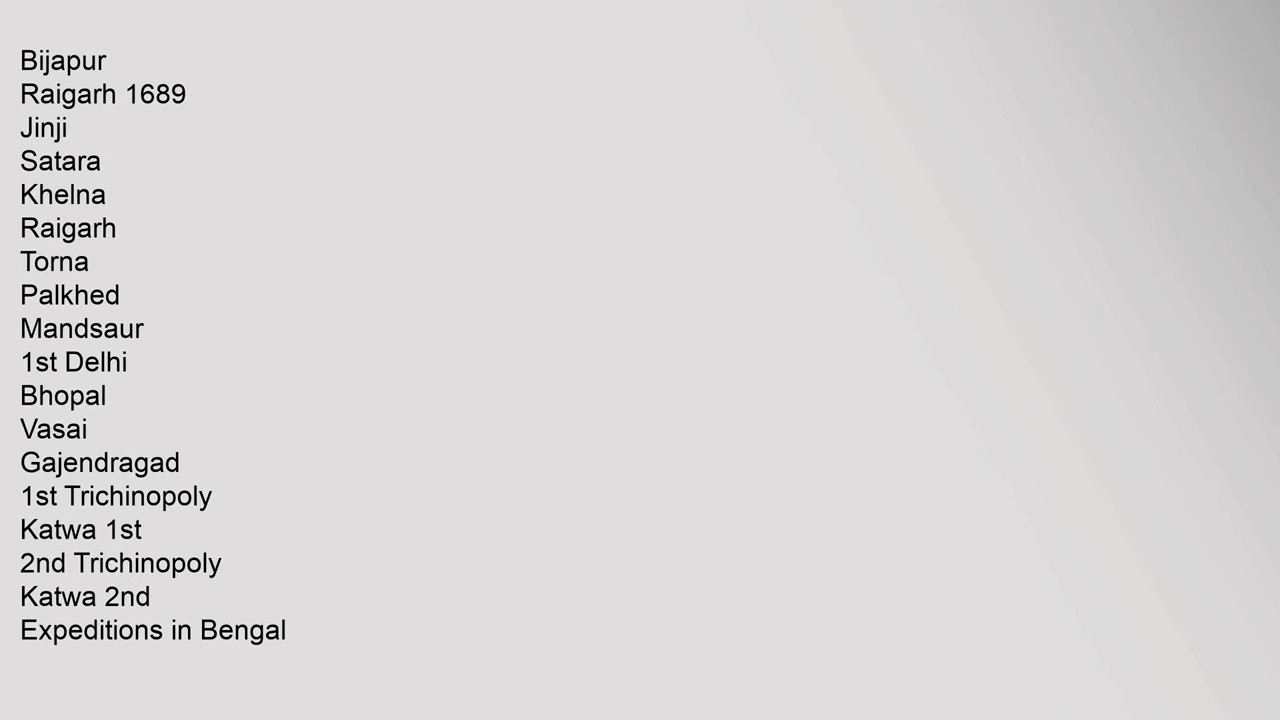 Bijapur
Raigarh 1689
Jinji
Satara
Khelna
Raigarh
Torna
Palkhed
Mandsaur
1st Delhi
Bhopal
Vasai
Gajendragad
1st Trichinopoly
Katwa 1st
2nd Trichinopoly
Katwa 2nd
Expeditions in Bengal